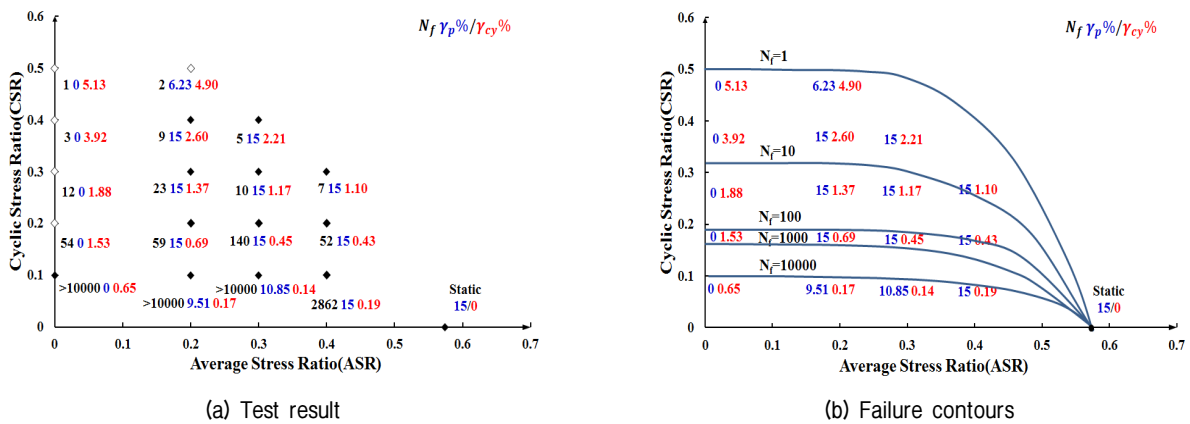 N_f γ_p%/γ_cy%
Cyclic Stress Ratio(CSR)
0.6
0.5
0.4
0.3
0.2
0.1
0
1 0 5.13
2 6.23 4.90
3 0 3.92
9 15 2.60
5 15 2.21
12 0 1.88
23 15 1.37
10 15 1.17
7 15 1.10
54 0 1.53
59 15 0.69
140 15 0.45
52 15 0.43
>10000 0 0.65
>10000 9.51 0.17
>10000 10.85 0.14
2862 15 0.19
Static
15/0
0 0.1 0.2 0.3 0.4 0.5 0.6 0.7
Average Stress Ratio(ASR)
(a) Test result
N_f γ_p%/γ_cy%
Cyclic Stress Ratio(CSR)
0.6
0.5
0.4
0.3
0.2
0.1
0
N_f=1
0 5.13
6.23 4.90
0 3.92
15 2.60
15 2.21
N_f=10
0 1.88
15 1.37
15 1.17
15 1.10
N_f=100
0 1.53
N_f=1000
15 0.69
15 0.45
15 0.43
N_f=10000
0 0.65
9.51 0.17
10.85 0.14
15 0.19
Static
15/0
0 0.1 0.2 0.3 0.4 0.5 0.6 0.7
Average Stress Ratio(ASR)
(b) Failure contours